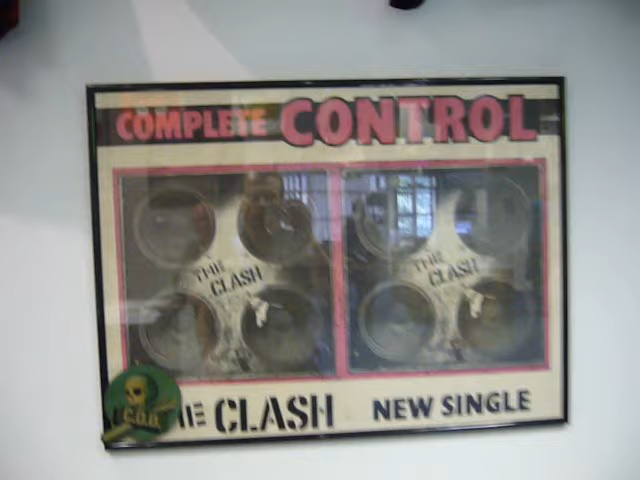 COMPLETE CONTROL
THE
CLASH
THE
CLASH
CLASH
NEW SINGLE